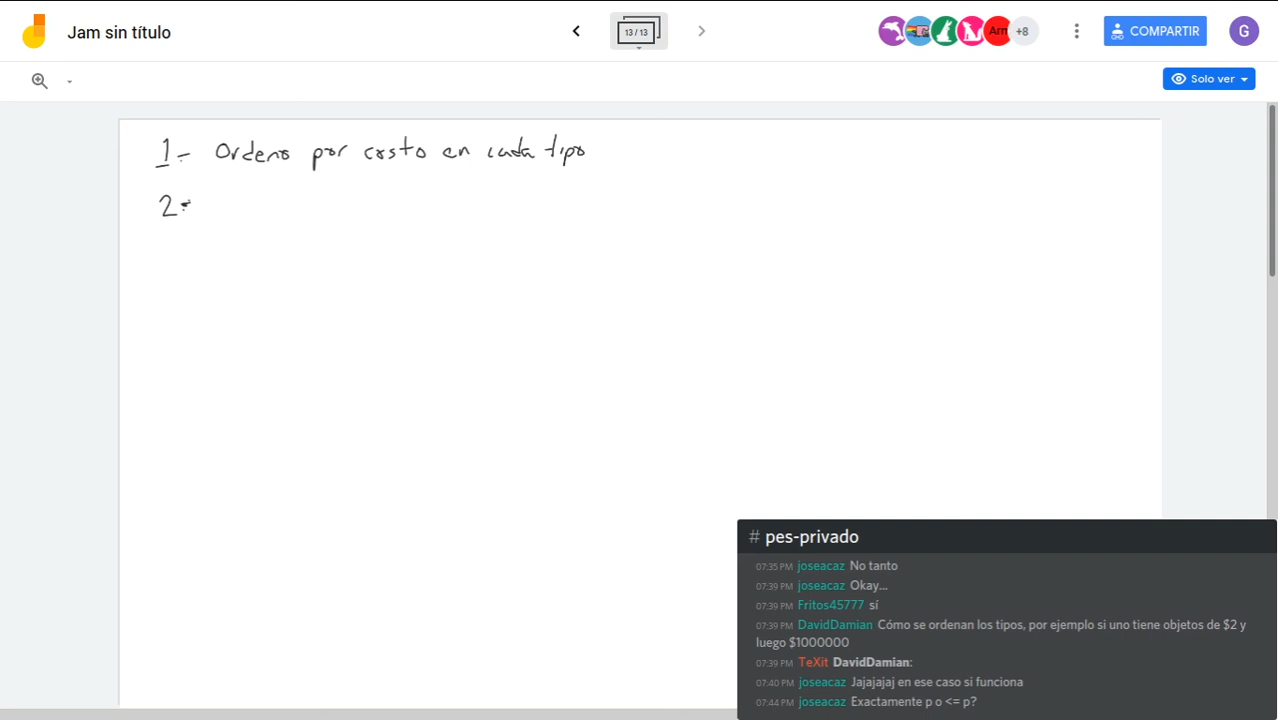 Jam sin título
13 / 13
Arm
+8
COMPARTIR
G
Solo ver
1- Ordeno por costo en cada tipo
2-
# pes-privado
07:35 PM joseacaz No tanto
07:39 PM joseacaz Okay...
07:39 PM Fritos45777 sí
07:39 PM DavidDamian Cómo se ordenan los tipos, por ejemplo si uno tiene objetos de $2 y
luego $1000000
07:39 PM TeXit DavidDamian:
07:40 PM joseacaz Jajajajaj en ese caso si funciona
07:44 PM joseacaz Exactamente p o <= p?